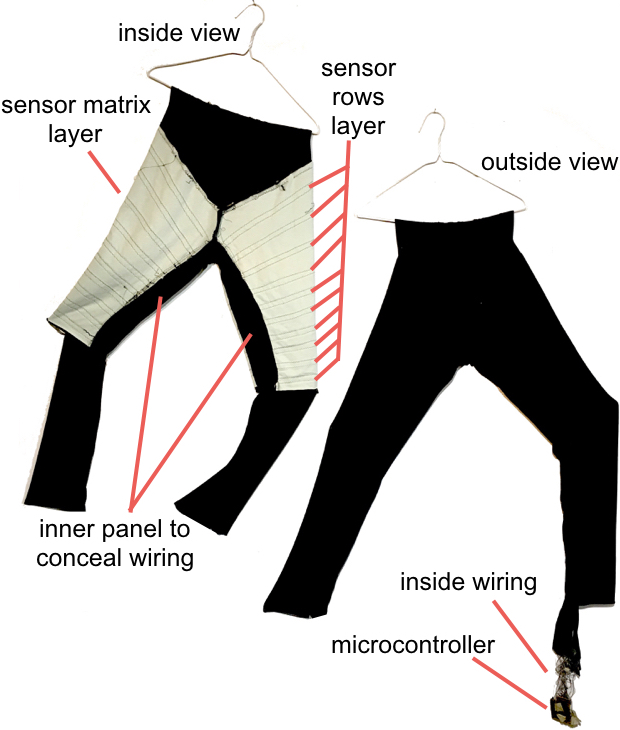 inside view
sensor matrix
layer
sensor
rows
layer
outside view
inner panel to
conceal wiring
inside wiring
microcontroller